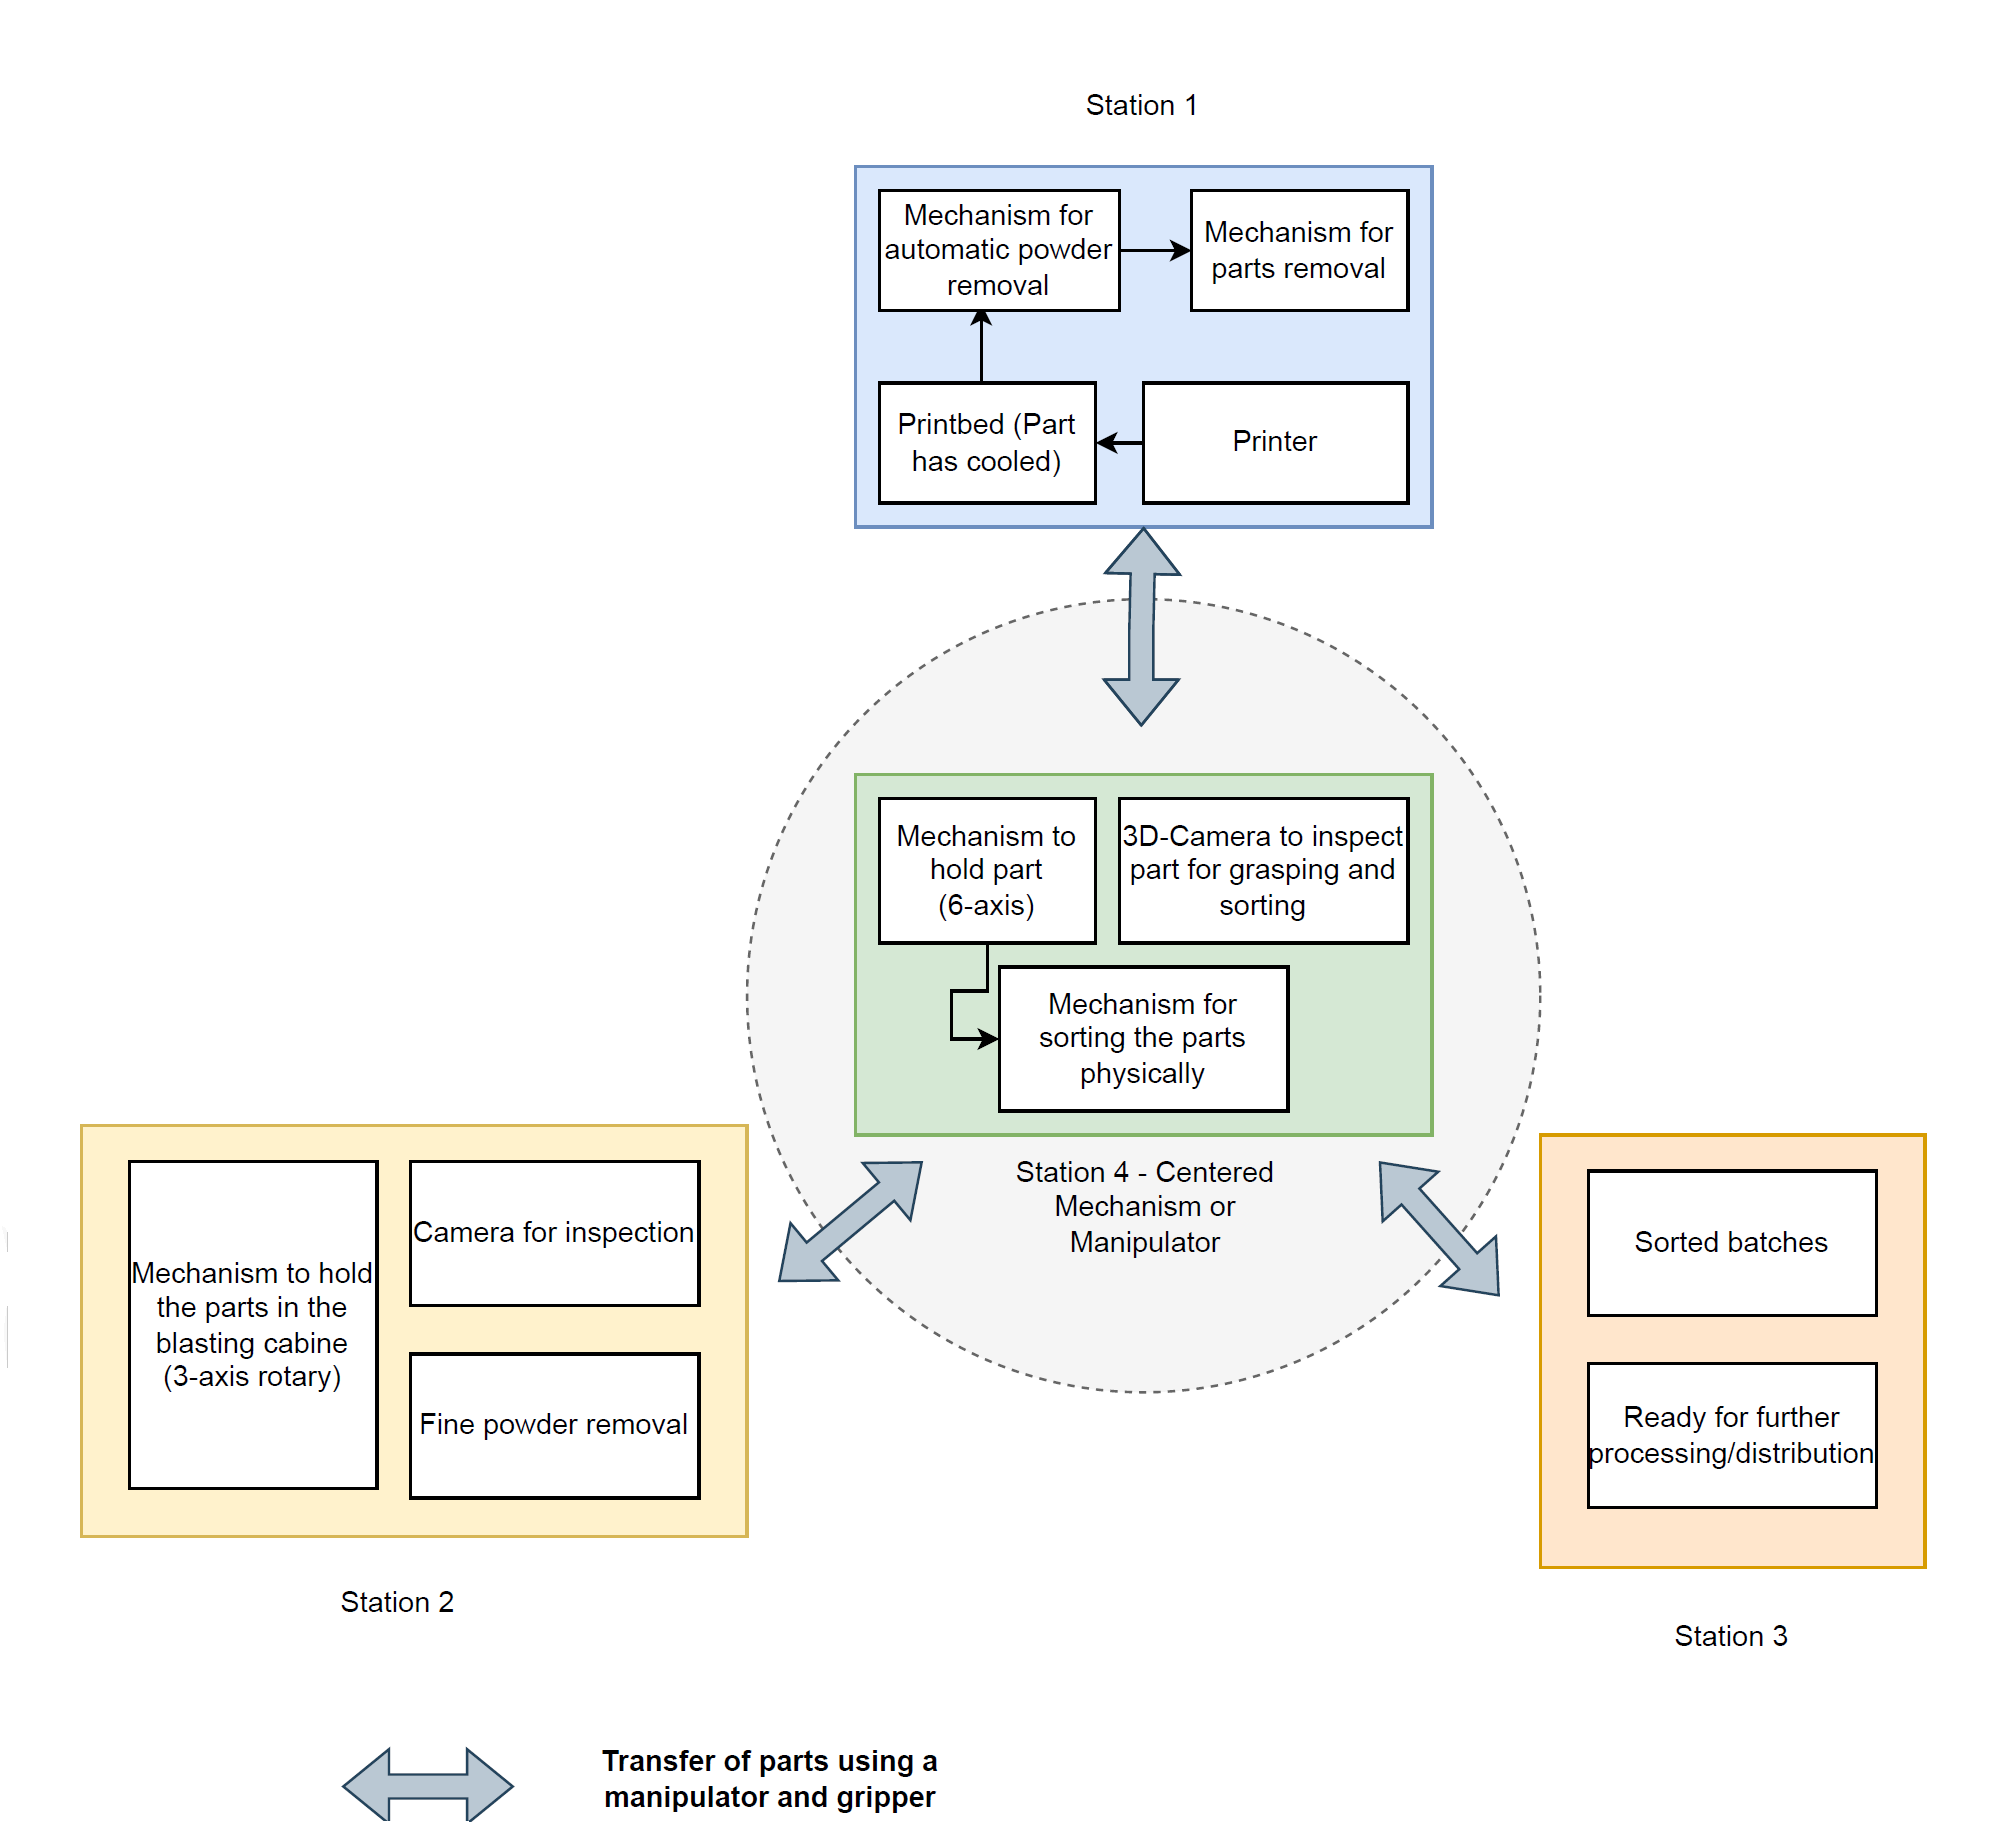 Station 1
Mechanism for
automatic powder
removal
Mechanism for
parts removal
Printbed (Part
has cooled)
Printer
Mechanism to
hold part
(6-axis)
3D-Camera to inspect
part for grasping and
sorting
Mechanism for
sorting the parts
physically
Station 4 - Centered
Mechanism or
Manipulator
Mechanism to hold
the parts in the
blasting cabine
(3-axis rotary)
Camera for inspection
Fine powder removal
Station 2
Sorted batches
Ready for further
processing/distribution
Station 3
Transfer of parts using a
manipulator and gripper